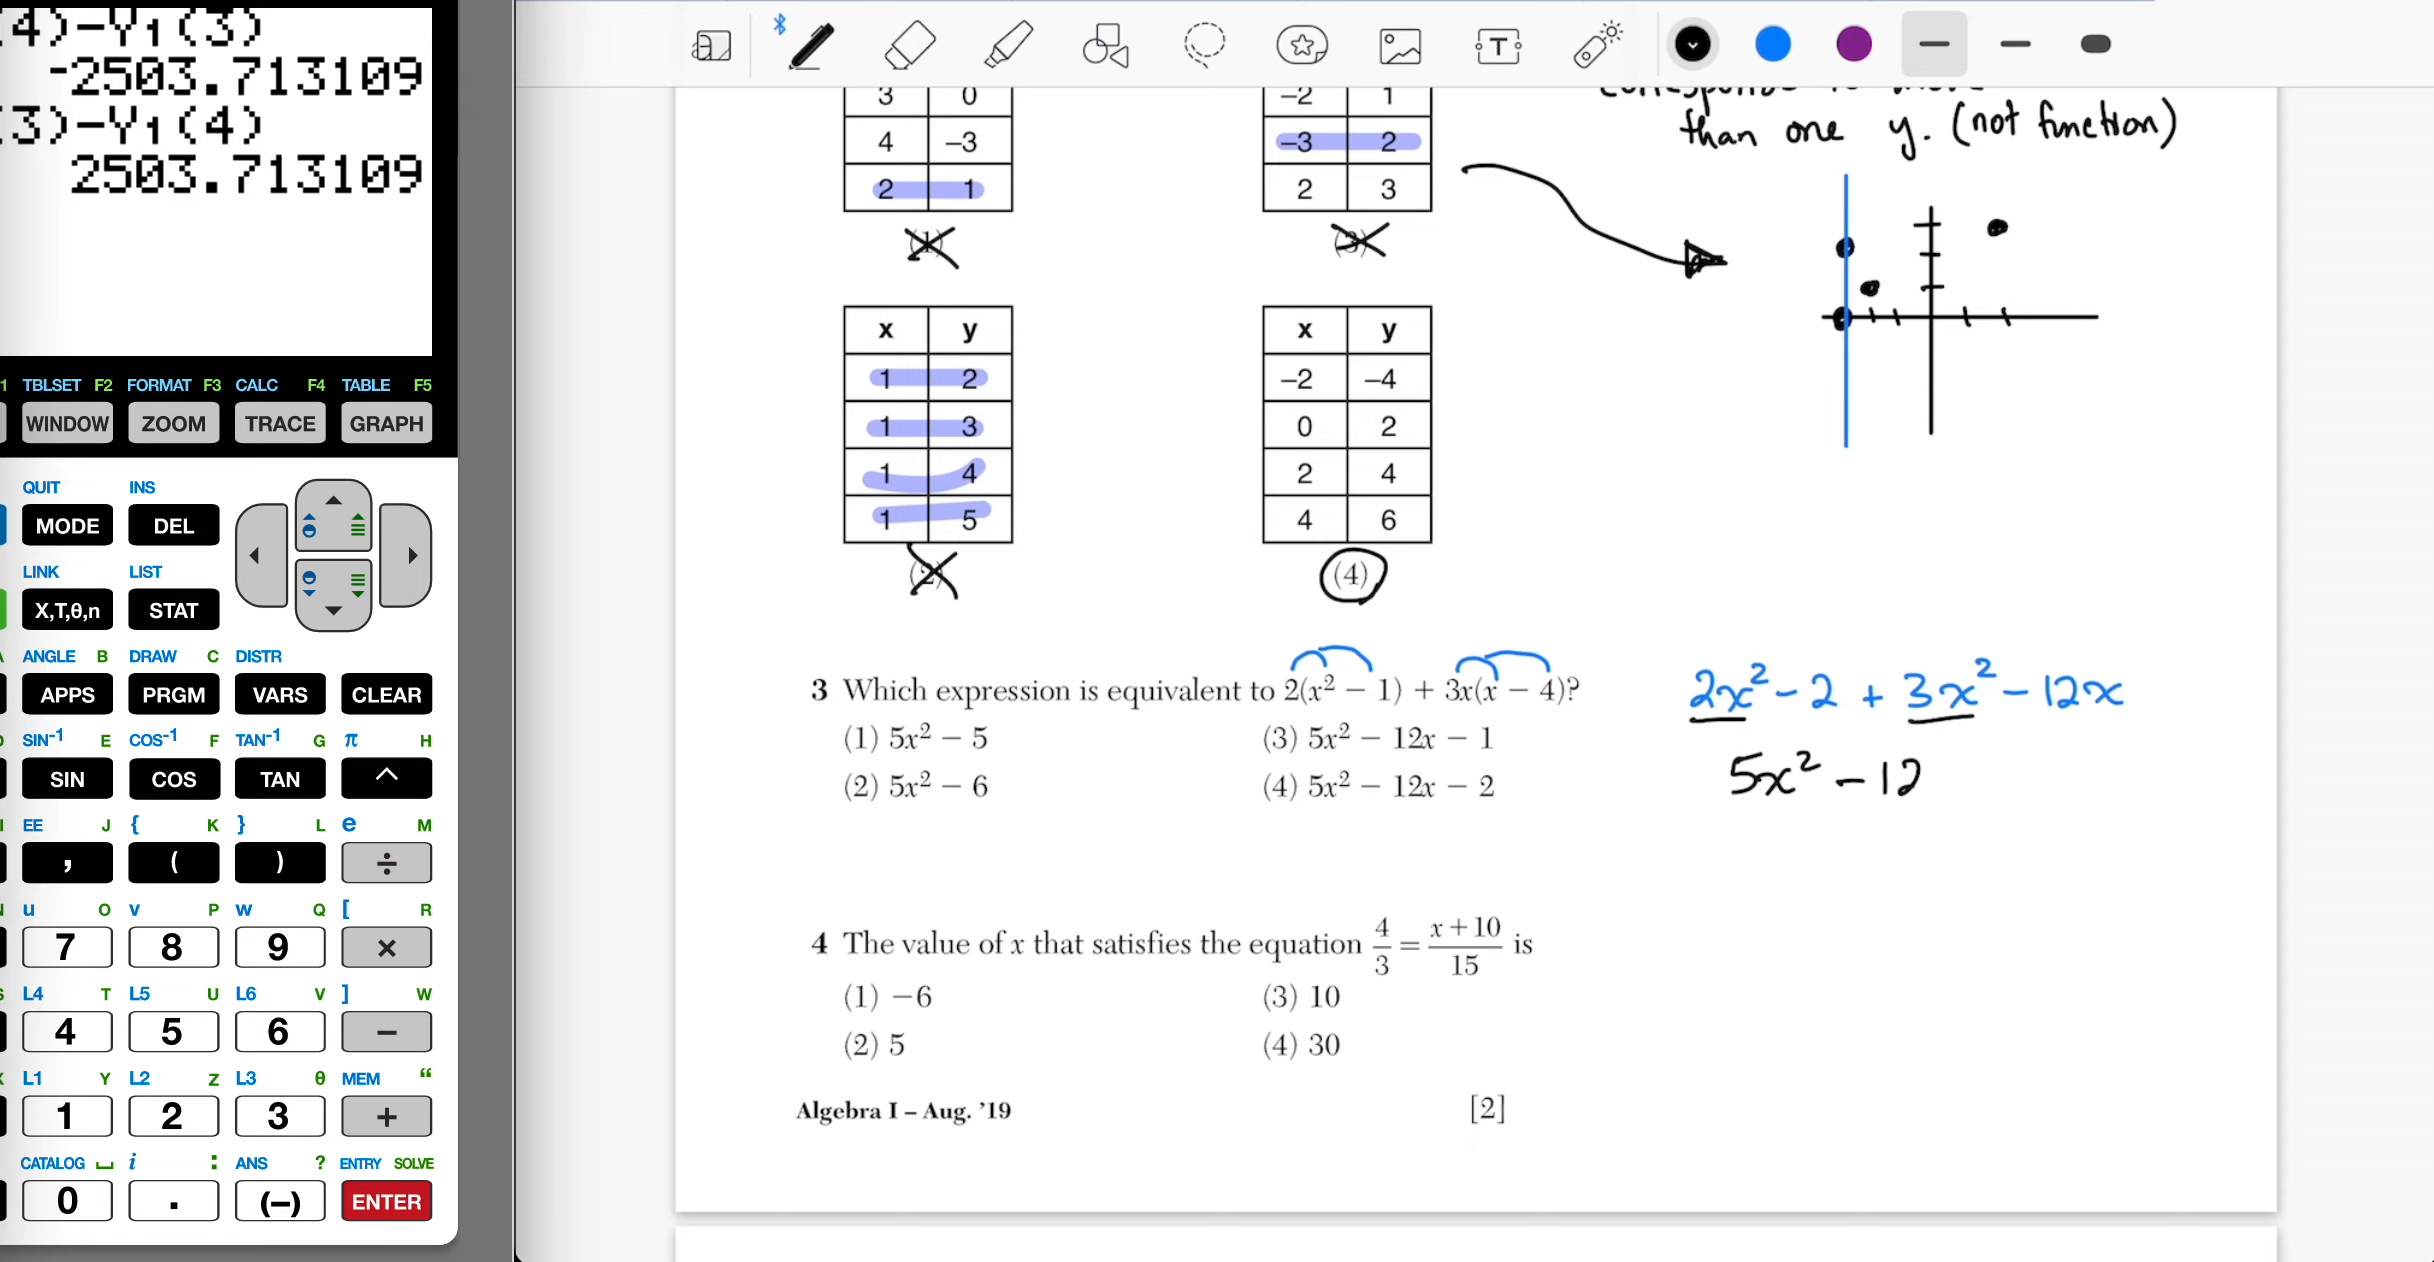 4)-Y₁(3)
-2503.713109
3)-Y₁(4)
2503.713109
TBLSET F2 FORMAT F3 CALC F4 TABLE F5
WINDOW ZOOM TRACE GRAPH
QUIT INS
MODE DEL
LINK LIST
X,T,θ,n STAT
ANGLE B DRAW C DISTR
APPS PRGM VARS CLEAR
SIN⁻¹ E COS⁻¹ F TAN⁻¹ G π H
SIN COS TAN ^
EE J { K } L e M
, ( ) ÷
u O v P w Q [ R
7 8 9 ×
L4 T L5 U L6 V ] W
4 5 6 −
L1 Y L2 Z L3 θ MEM “
1 2 3 +
CATALOG ⎵ i : ANS ? ENTRY SOLVE
0 . (−) ENTER
than one y. (not function)
3 0
4 −3
2 1
(1)
−2 1
−3 2
2 3
(3)
x y
1 2
1 3
1 4
1 5
(2)
x y
−2 −4
0 2
2 4
4 6
(4)
3 Which expression is equivalent to 2(x² − 1) + 3x(x − 4)?
(1) 5x² − 5
(2) 5x² − 6
(3) 5x² − 12x − 1
(4) 5x² − 12x − 2
2x² − 2 + 3x² − 12x
5x² − 12
4 The value of x that satisfies the equation 4/3 = x + 10/15 is
(1) −6
(2) 5
(3) 10
(4) 30
Algebra I – Aug. ’19
[2]